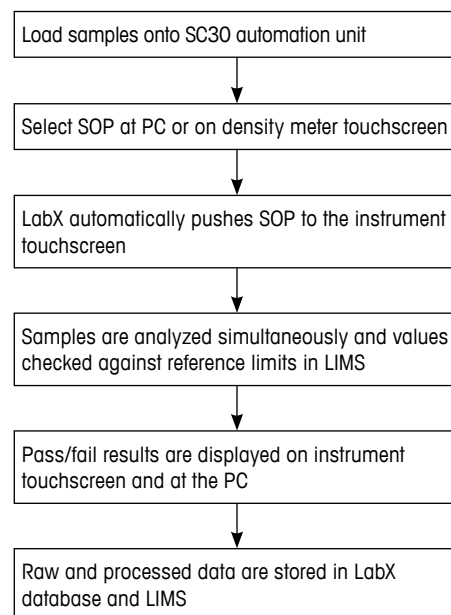 Load samples onto SC30 automation unit
Select SOP at PC or on density meter touchscreen
LabX automatically pushes SOP to the instrument
touchscreen
Samples are analyzed simultaneously and values
checked against reference limits in LIMS
Pass/fail results are displayed on instrument
touchscreen and at the PC
Raw and processed data are stored in LabX
database and LIMS